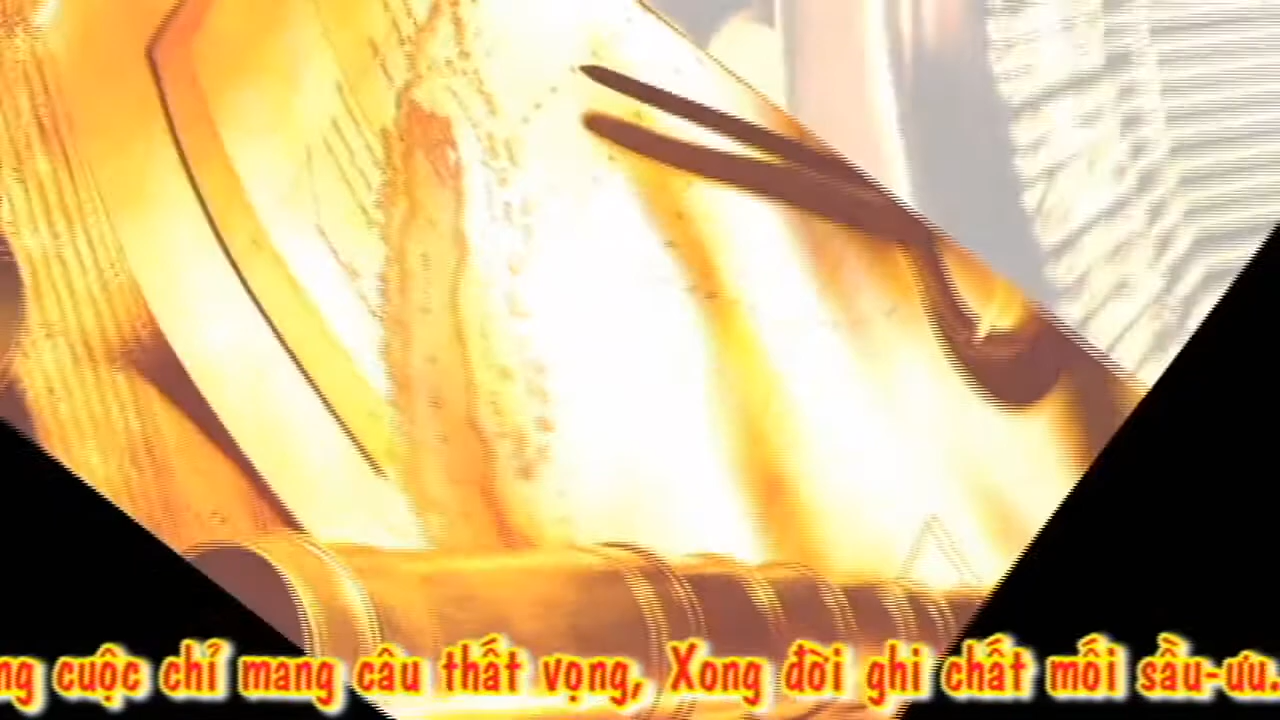 cuộc chỉ mang câu thất vọng, Xong đời ghi chất mối sầu-ưu.